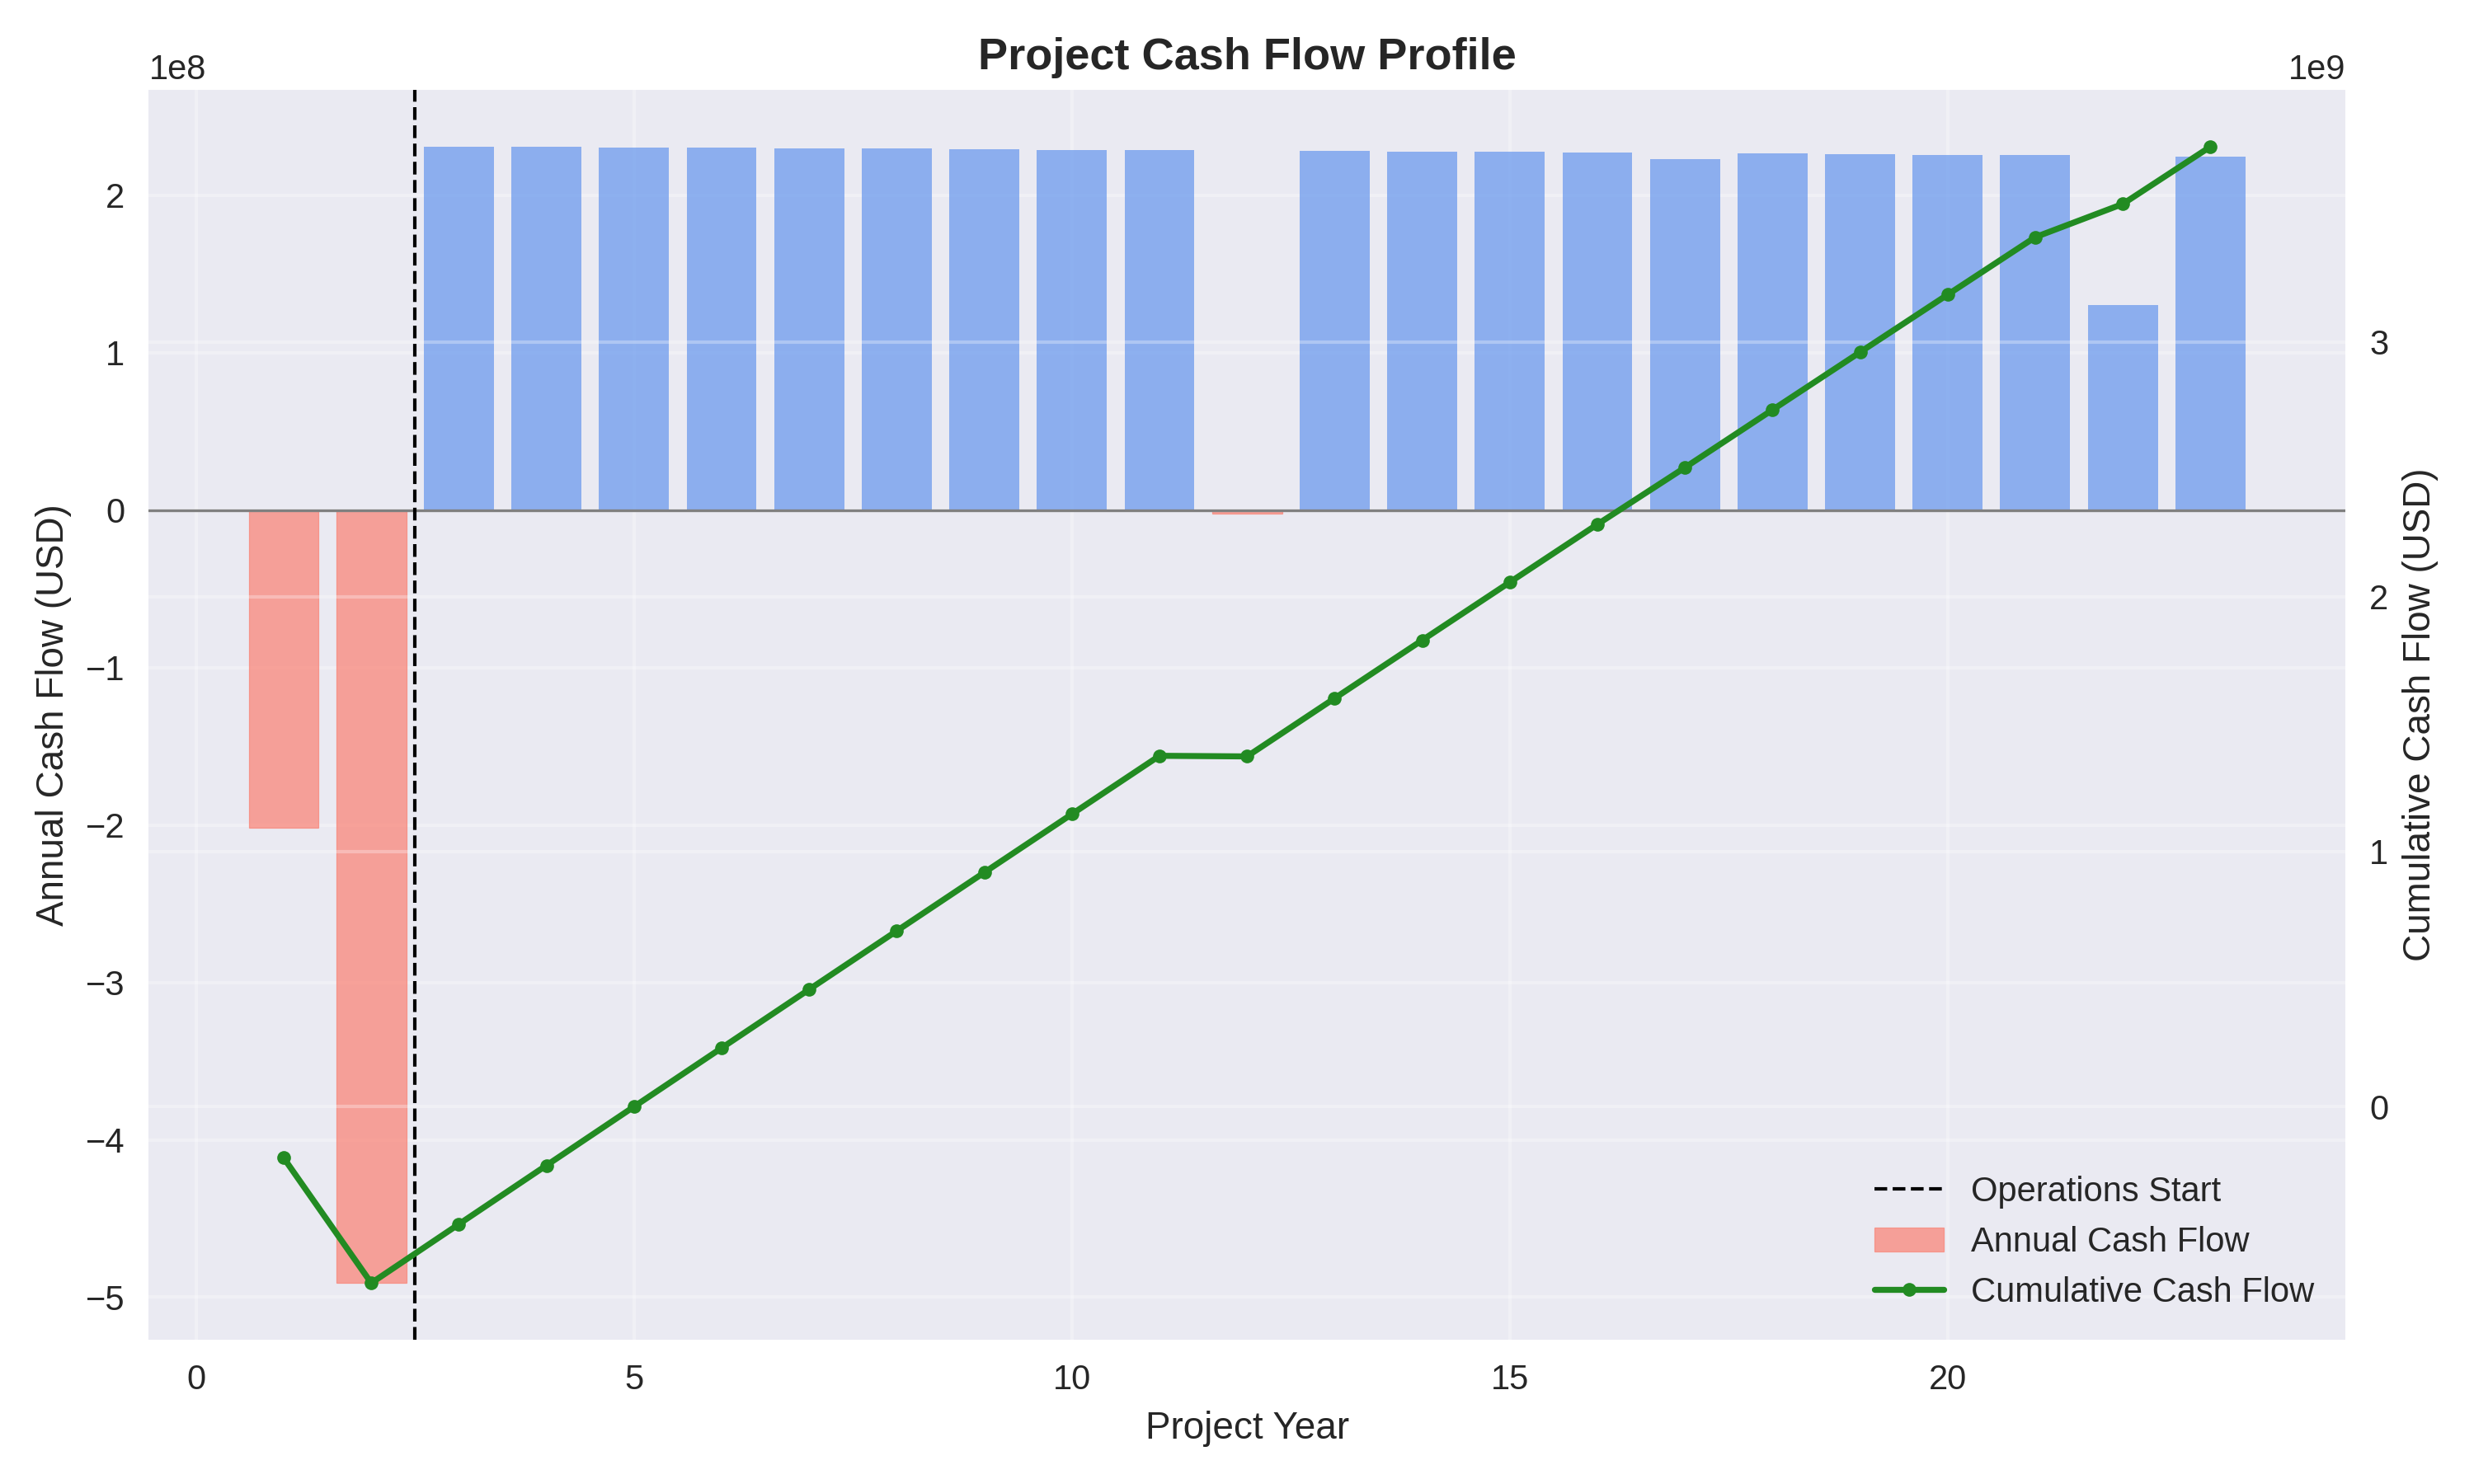 Project Cash Flow Profile
1e8
1e9
2
1
0
−1
−2
−3
−4
−5
Annual Cash Flow (USD)
3
2
1
0
Cumulative Cash Flow (USD)
Operations Start
Annual Cash Flow
Cumulative Cash Flow
0 5 10 15 20
Project Year